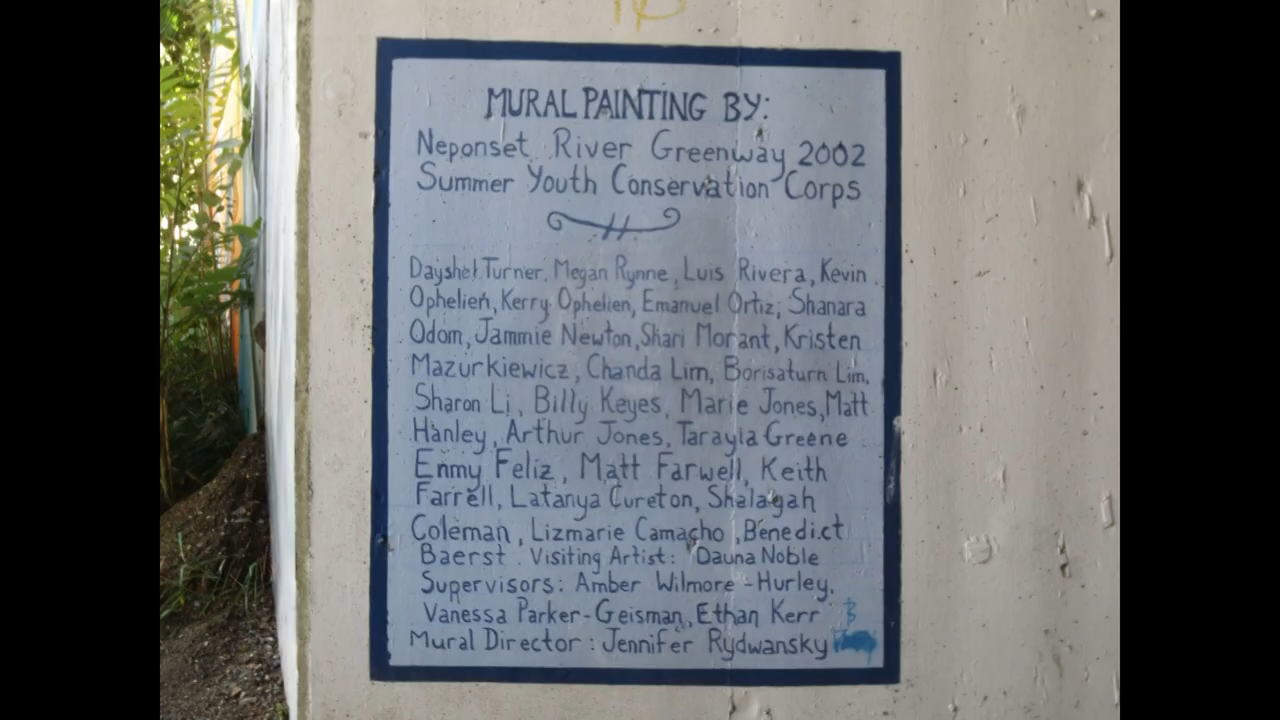 MURAL PAINTING BY:
Neponset River Greenway 2002
Summer Youth Conservation Corps
Dayshel Turner, Megan Rynne, Luis Rivera, Kevin
Ophelien, Kerry Ophelien, Emanuel Ortiz, Shanara
Odom, Jammie Newton, Shari Morant, Kristen
Mazurkiewicz, Chanda Lim, Borisaturn Lim,
Sharon Li, Billy Keyes, Marie Jones, Matt
Hanley, Arthur Jones, Tarayia Greene
Enmy Feliz, Matt Farwell, Keith
Farrell, Latanya Cureton, Shalagah
Coleman, Lizmarie Camacho, Benedict
Baerst. Visiting Artist: Dauna Noble
Supervisors: Amber Wilmore-Hurley,
Vanessa Parker-Geisman, Ethan Kerr
Mural Director: Jennifer Rydwansky